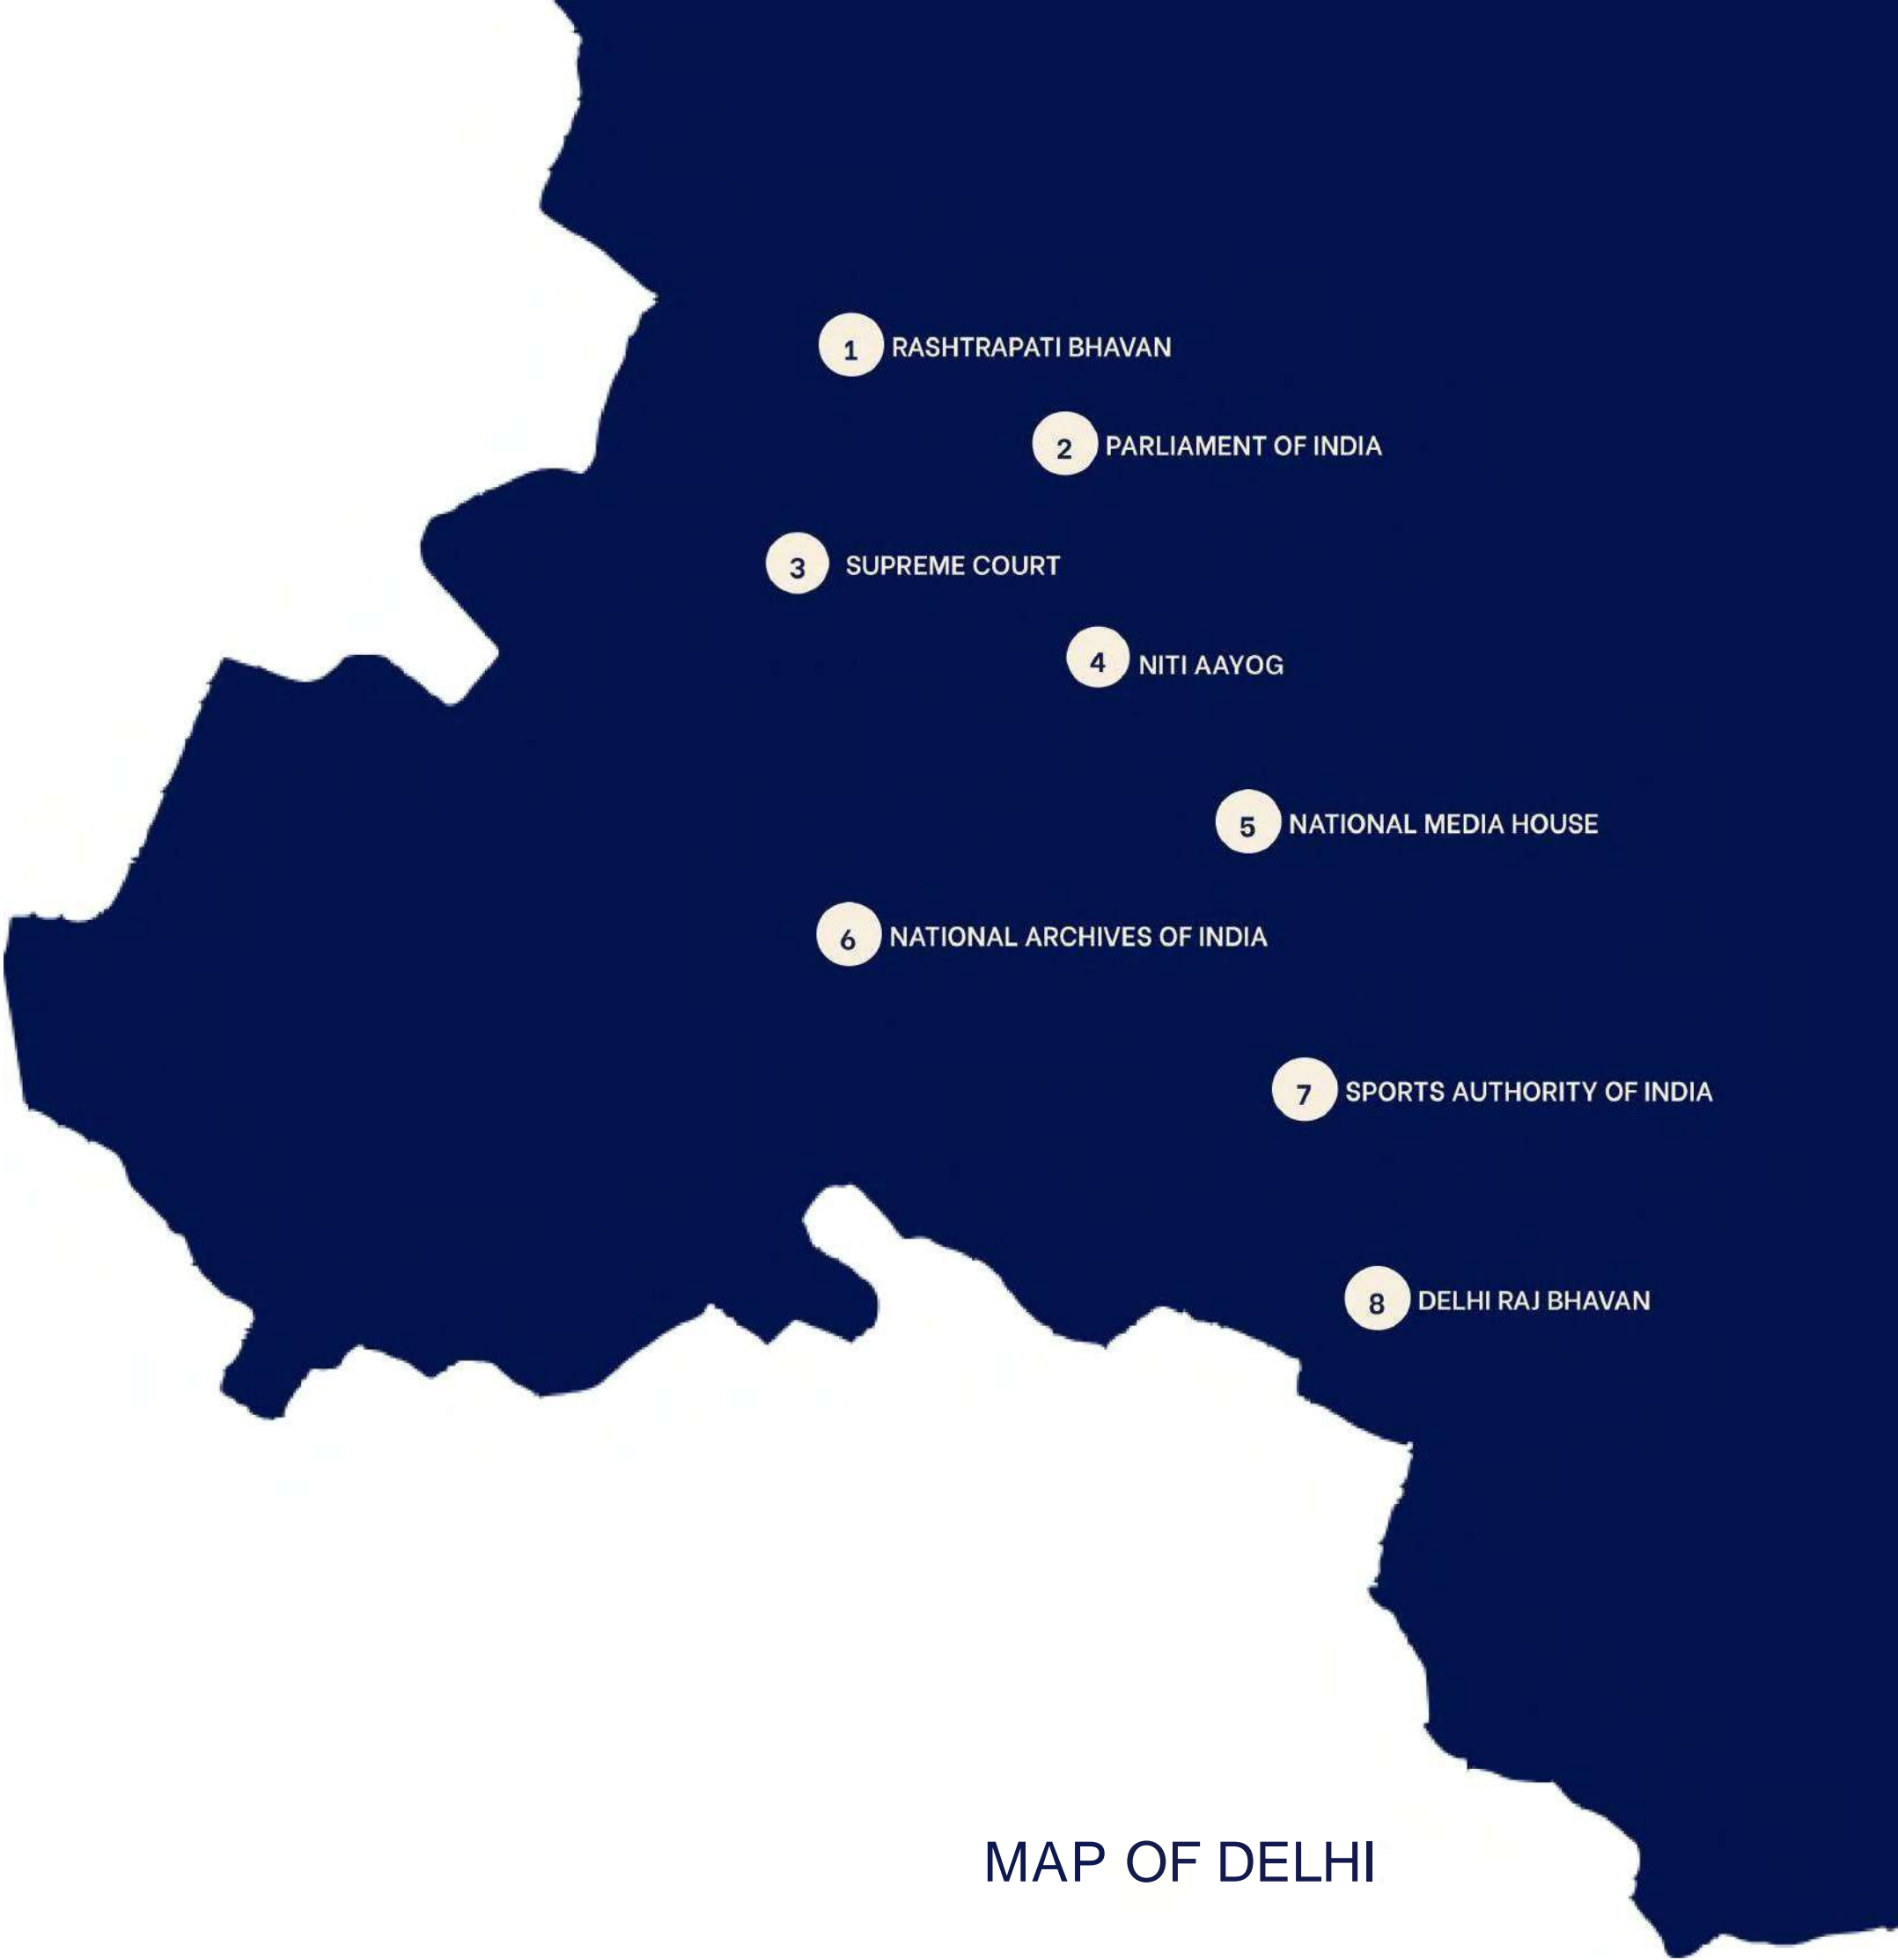 1 RASHTRAPATI BHAVAN
2 PARLIAMENT OF INDIA
3 SUPREME COURT
4 NITI AAYOG
5 NATIONAL MEDIA HOUSE
6 NATIONAL ARCHIVES OF INDIA
7 SPORTS AUTHORITY OF INDIA
8 DELHI RAJ BHAVAN
MAP OF DELHI